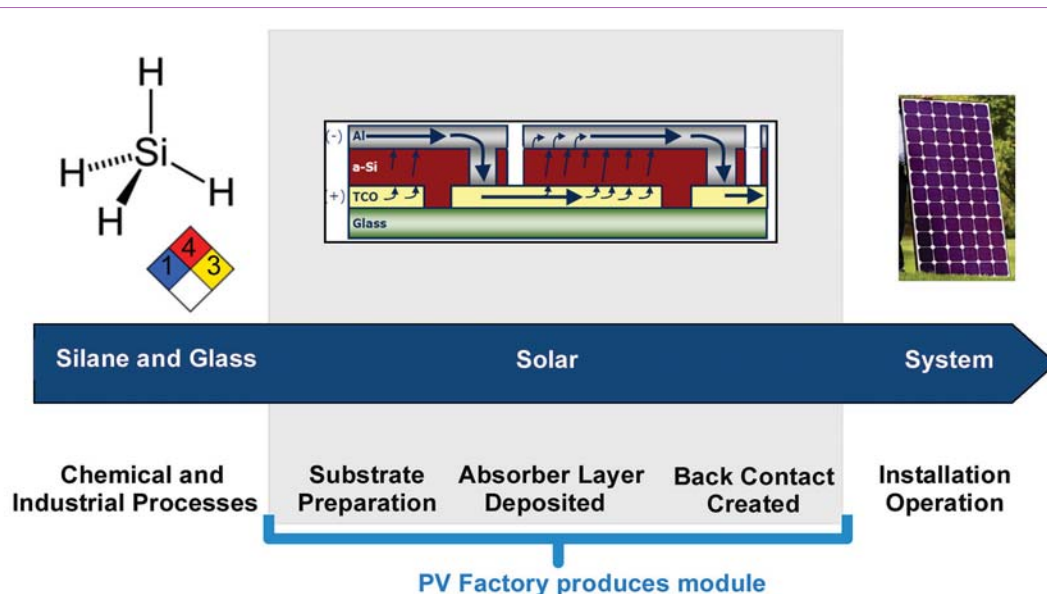 H
Si
H
H
H
4
1
3
(-)
Al
a-Si
(+)
TCO
Glass
Silane and Glass
Solar
System
Chemical and
Industrial Processes
Substrate
Preparation
Absorber Layer
Deposited
Back Contact
Created
Installation
Operation
PV Factory produces module